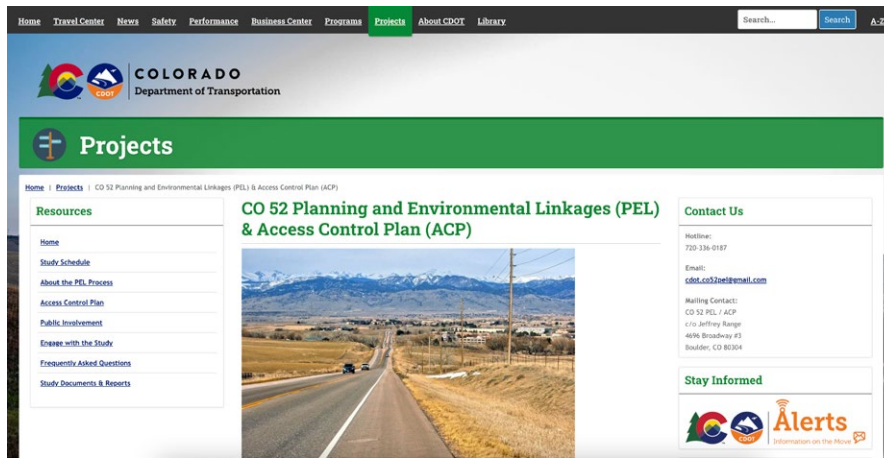 Home Travel Center News Safety Performance Business Center Programs Projects About CDOT Library Search... Search A-Z
COLORADO
CDOT
Department of Transportation
Projects
Home | Projects | CO 52 Planning and Environmental Linkages (PEL) & Access Control Plan (ACP)
Resources
Home
Study Schedule
About the PEL Process
Access Control Plan
Public Involvement
Engage with the Study
Frequently Asked Questions
Study Documents & Reports
CO 52 Planning and Environmental Linkages (PEL)
& Access Control Plan (ACP)
Contact Us
Hotline:
720-336-0187
Email:
cdot.co52pel@gmail.com
Mailing Contact:
CO 52 PEL / ACP
c/o Jeffrey Range
4696 Broadway #3
Boulder, CO 80304
Stay Informed
CDOT
Alerts
Information on the Move